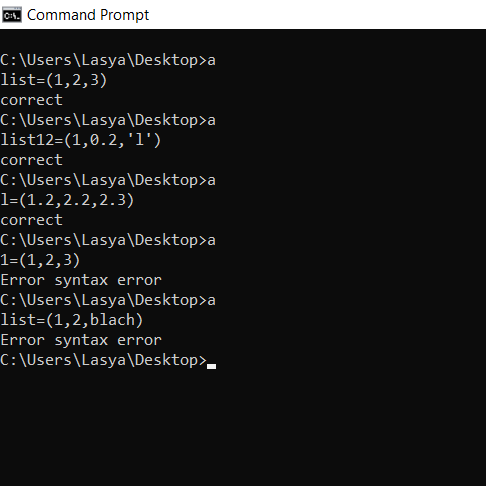 Command Prompt
C:\Users\Lasya\Desktop>a
list=(1,2,3)
correct
C:\Users\Lasya\Desktop>a
list12=(1,0.2,'l')
correct
C:\Users\Lasya\Desktop>a
l=(1.2,2.2,2.3)
correct
C:\Users\Lasya\Desktop>a
1=(1,2,3)
Error syntax error
C:\Users\Lasya\Desktop>a
list=(1,2,blach)
Error syntax error
C:\Users\Lasya\Desktop>